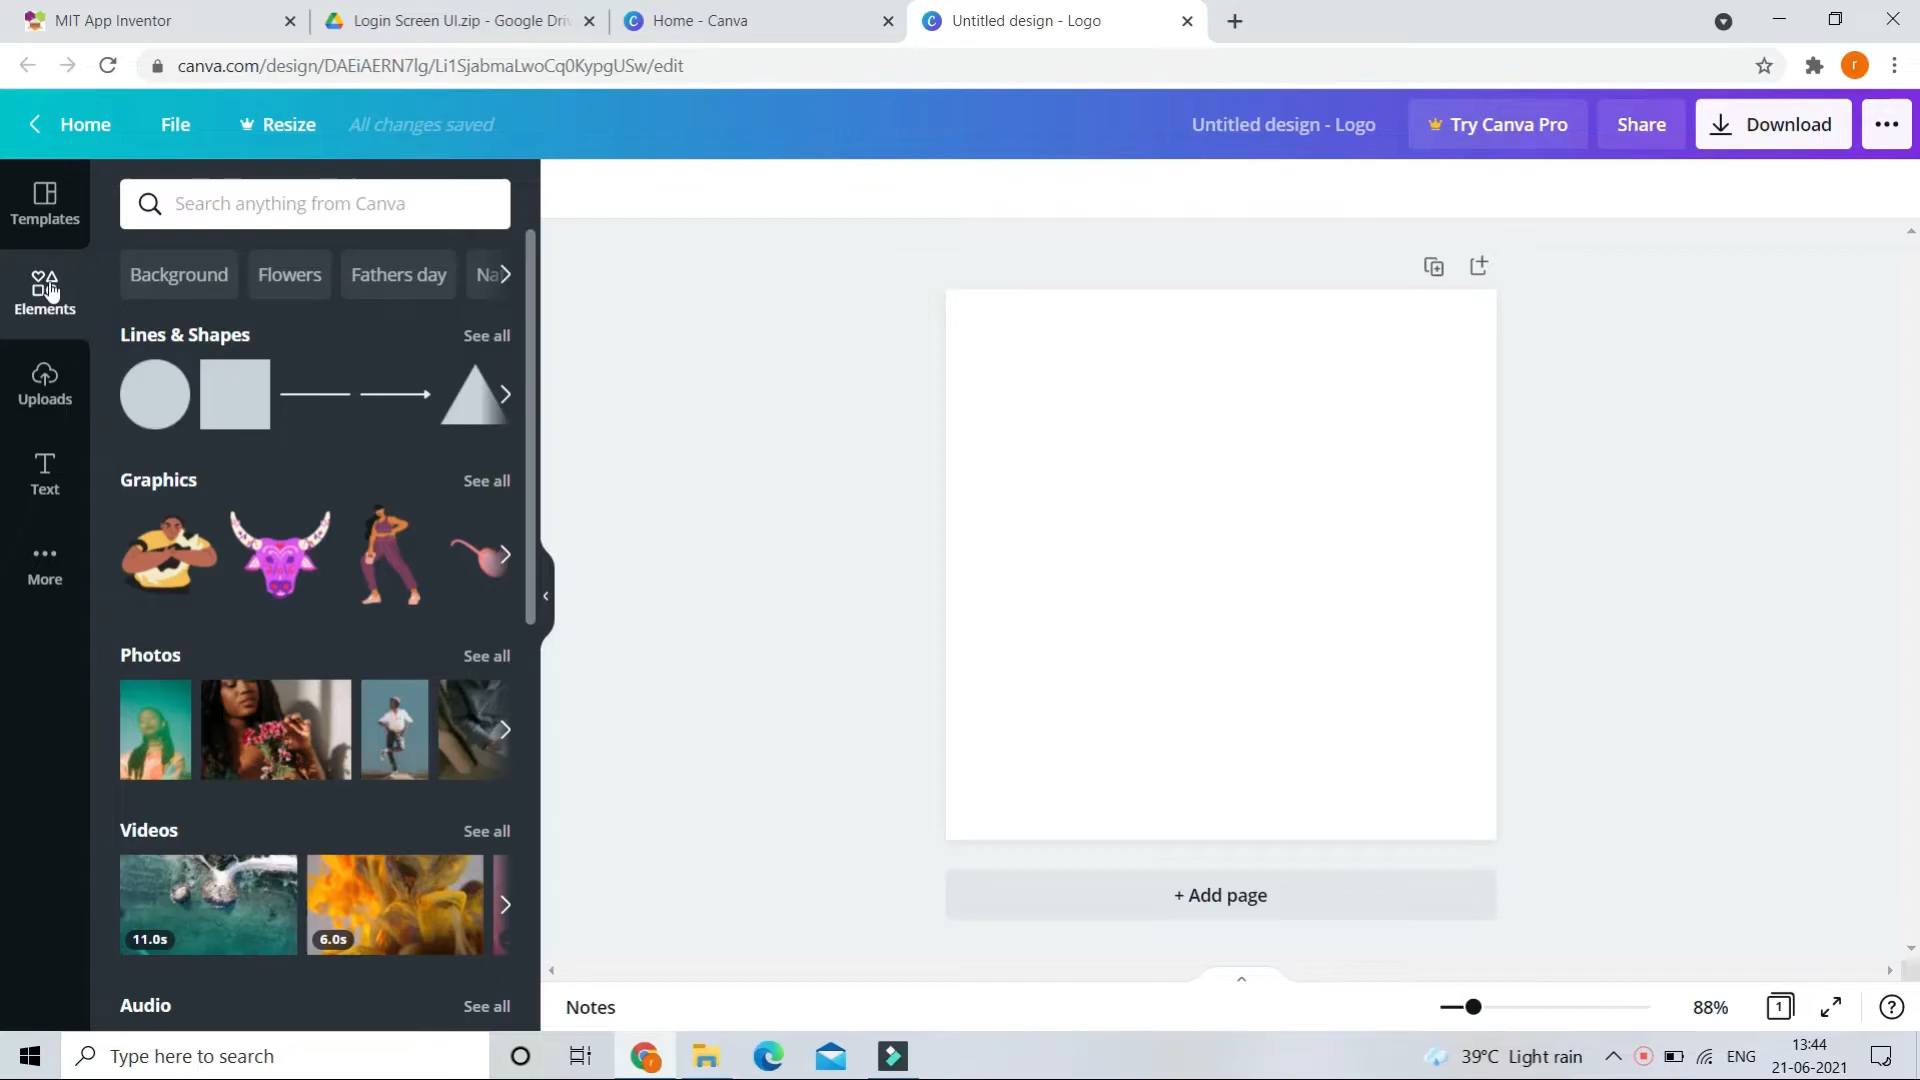 MIT App Inventor
Login Screen UI.zip - Google Dri
Home - Canva
Untitled design - Logo
canva.com/design/DAEiAERN7lg/Li1SjabmaLwoCq0KypgUSw/edit
r
Home
File
Resize
All changes saved
Untitled design - Logo
Try Canva Pro
Share
Download
Templates
Elements
Uploads
Text
More
Search anything from Canva
Background
Flowers
Fathers day
Na
Lines & Shapes
See all
Graphics
See all
Photos
See all
Videos
See all
11.0s
6.0s
Audio
See all
+ Add page
Notes
88%
1
Type here to search
39°C Light rain
ENG
13:44
21-06-2021